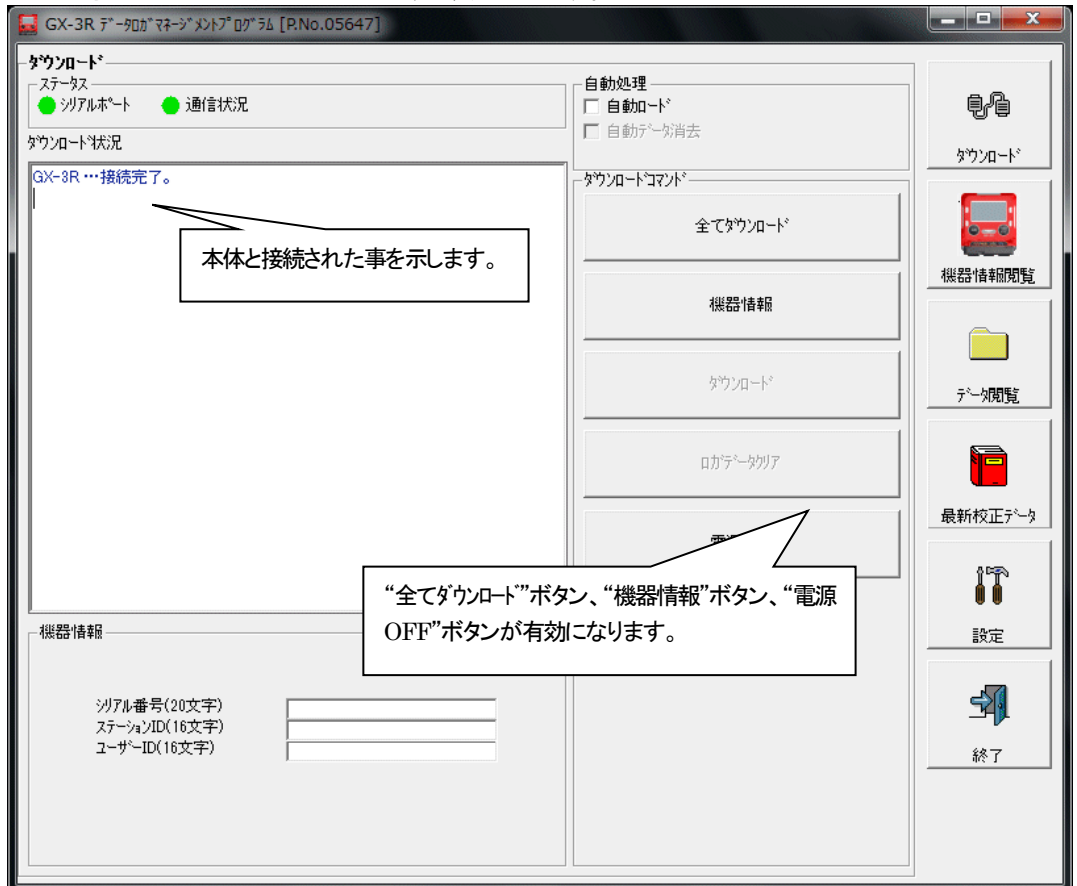 GX-3R ﾃﾞｰﾀﾛｶﾞﾏﾈｰｼﾞﾒﾝﾄﾌﾟﾛｸﾞﾗﾑ [P.No.05647]
ﾀﾞｳﾝﾛｰﾄﾞ
ｽﾃｰﾀｽ
ｼﾘｱﾙﾎﾟｰﾄ
通信状況
ﾀﾞｳﾝﾛｰﾄﾞ状況
GX-3R …接続完了。
本体と接続された事を示します。
自動処理
自動ﾛｰﾄﾞ
自動ﾃﾞｰﾀ消去
ﾀﾞｳﾝﾛｰﾄﾞｺﾏﾝﾄﾞ
全てﾀﾞｳﾝﾛｰﾄﾞ
機器情報
ﾀﾞｳﾝﾛｰﾄﾞ
ﾛｶﾞﾃﾞｰﾀｸﾘｱ
“全てﾀﾞｳﾝﾛｰﾄﾞ”ボタン、“機器情報”ボタン、“電源
OFF”ボタンが有効になります。
機器情報
ｼﾘｱﾙ番号(20文字)
ｽﾃｰｼｮﾝID(16文字)
ﾕｰｻﾞｰID(16文字)
ﾀﾞｳﾝﾛｰﾄﾞ
機器情報閲覧
ﾃﾞｰﾀ閲覧
最新校正ﾃﾞｰﾀ
設定
終了